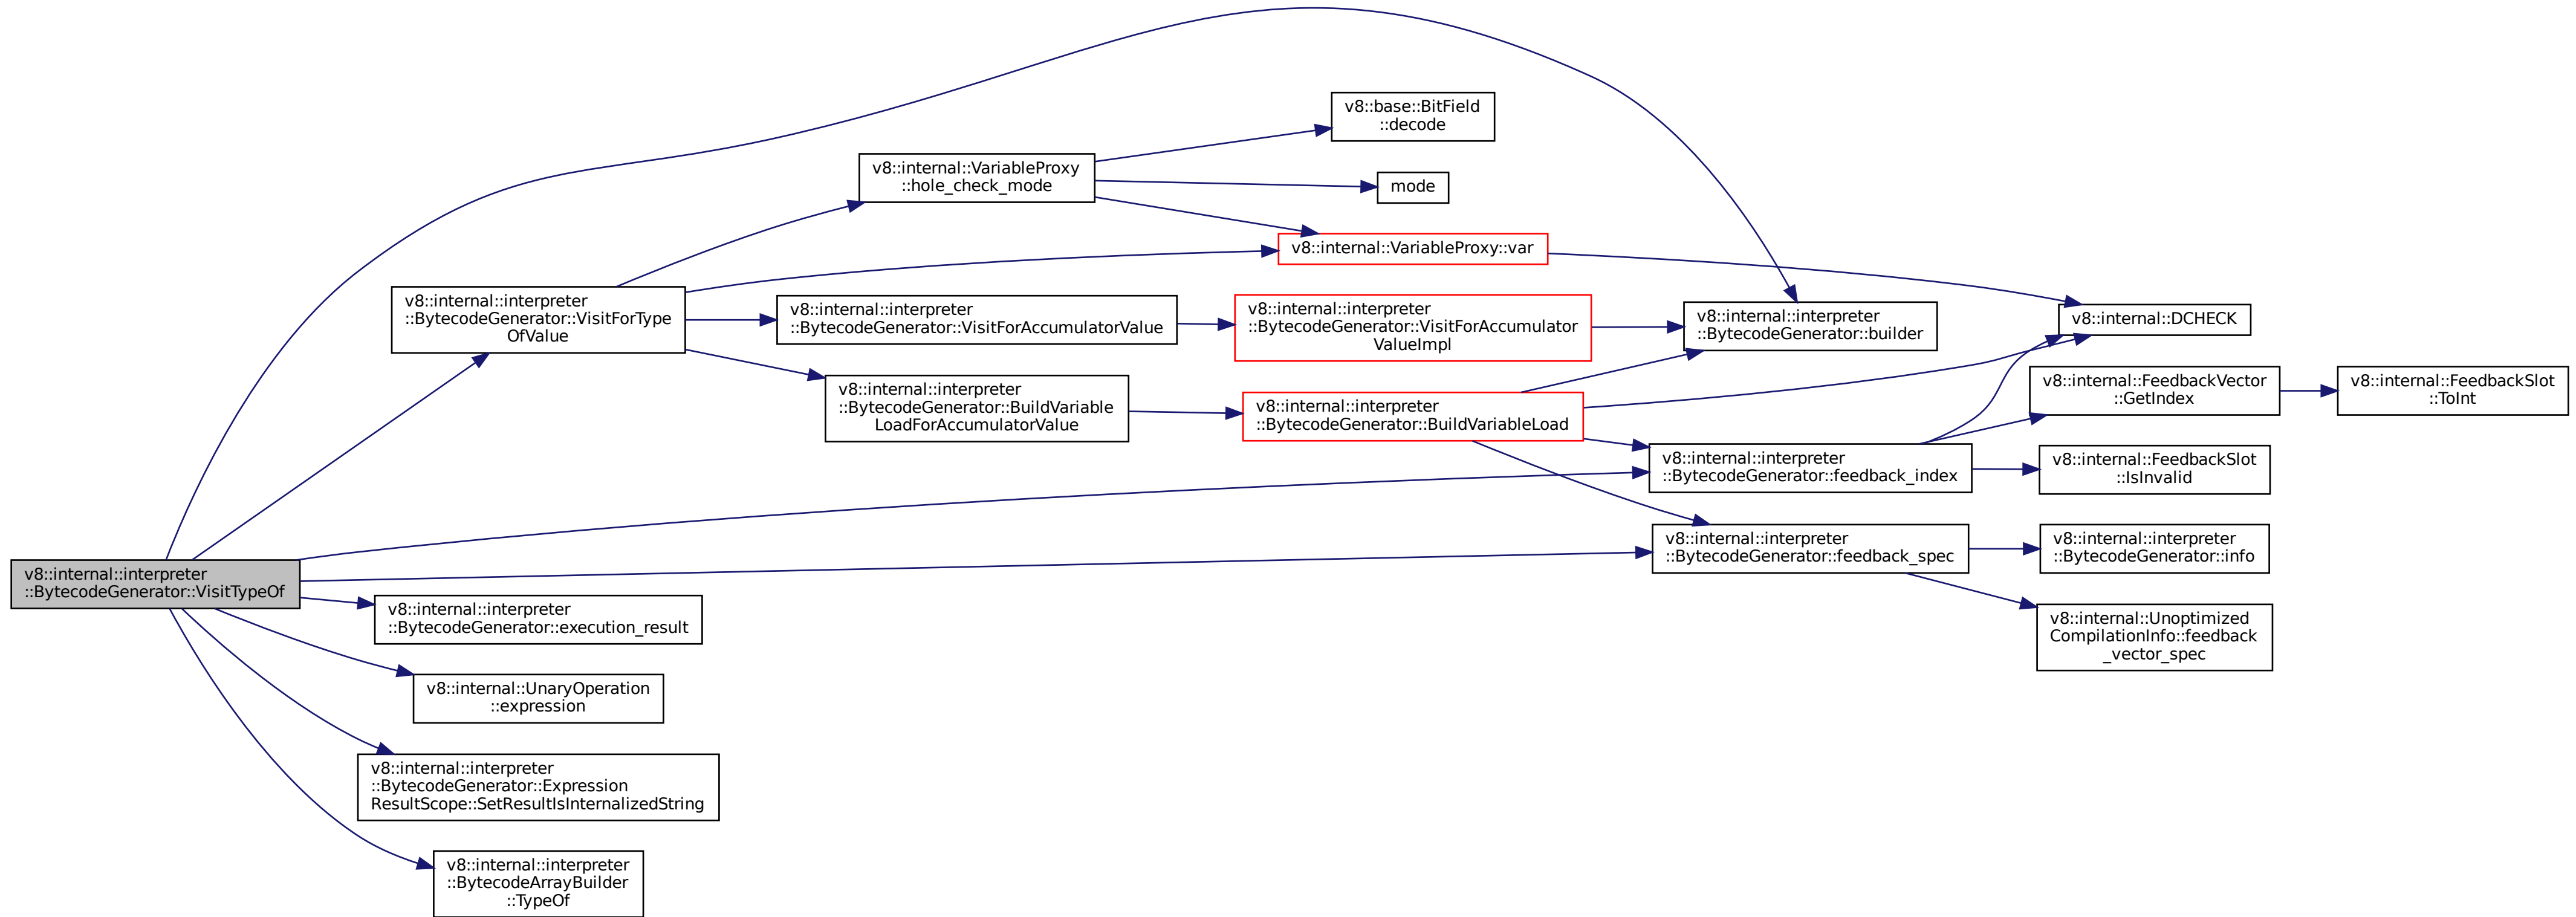 v8::base::BitField
::decode
v8::internal::VariableProxy
::hole_check_mode
mode
v8::internal::VariableProxy::var
v8::internal::interpreter
::BytecodeGenerator::VisitForType
OfValue
v8::internal::interpreter
::BytecodeGenerator::VisitForAccumulatorValue
v8::internal::interpreter
::BytecodeGenerator::VisitForAccumulator
ValueImpl
v8::internal::interpreter
::BytecodeGenerator::builder
v8::internal::DCHECK
v8::internal::interpreter
::BytecodeGenerator::BuildVariable
LoadForAccumulatorValue
v8::internal::interpreter
::BytecodeGenerator::BuildVariableLoad
v8::internal::FeedbackVector
::GetIndex
v8::internal::FeedbackSlot
::ToInt
v8::internal::interpreter
::BytecodeGenerator::feedback_index
v8::internal::FeedbackSlot
::IsInvalid
v8::internal::interpreter
::BytecodeGenerator::feedback_spec
v8::internal::interpreter
::BytecodeGenerator::info
v8::internal::interpreter
::BytecodeGenerator::VisitTypeOf
v8::internal::interpreter
::BytecodeGenerator::execution_result
v8::internal::Unoptimized
CompilationInfo::feedback
_vector_spec
v8::internal::UnaryOperation
::expression
v8::internal::interpreter
::BytecodeGenerator::Expression
ResultScope::SetResultIsInternalizedString
v8::internal::interpreter
::BytecodeArrayBuilder
::TypeOf